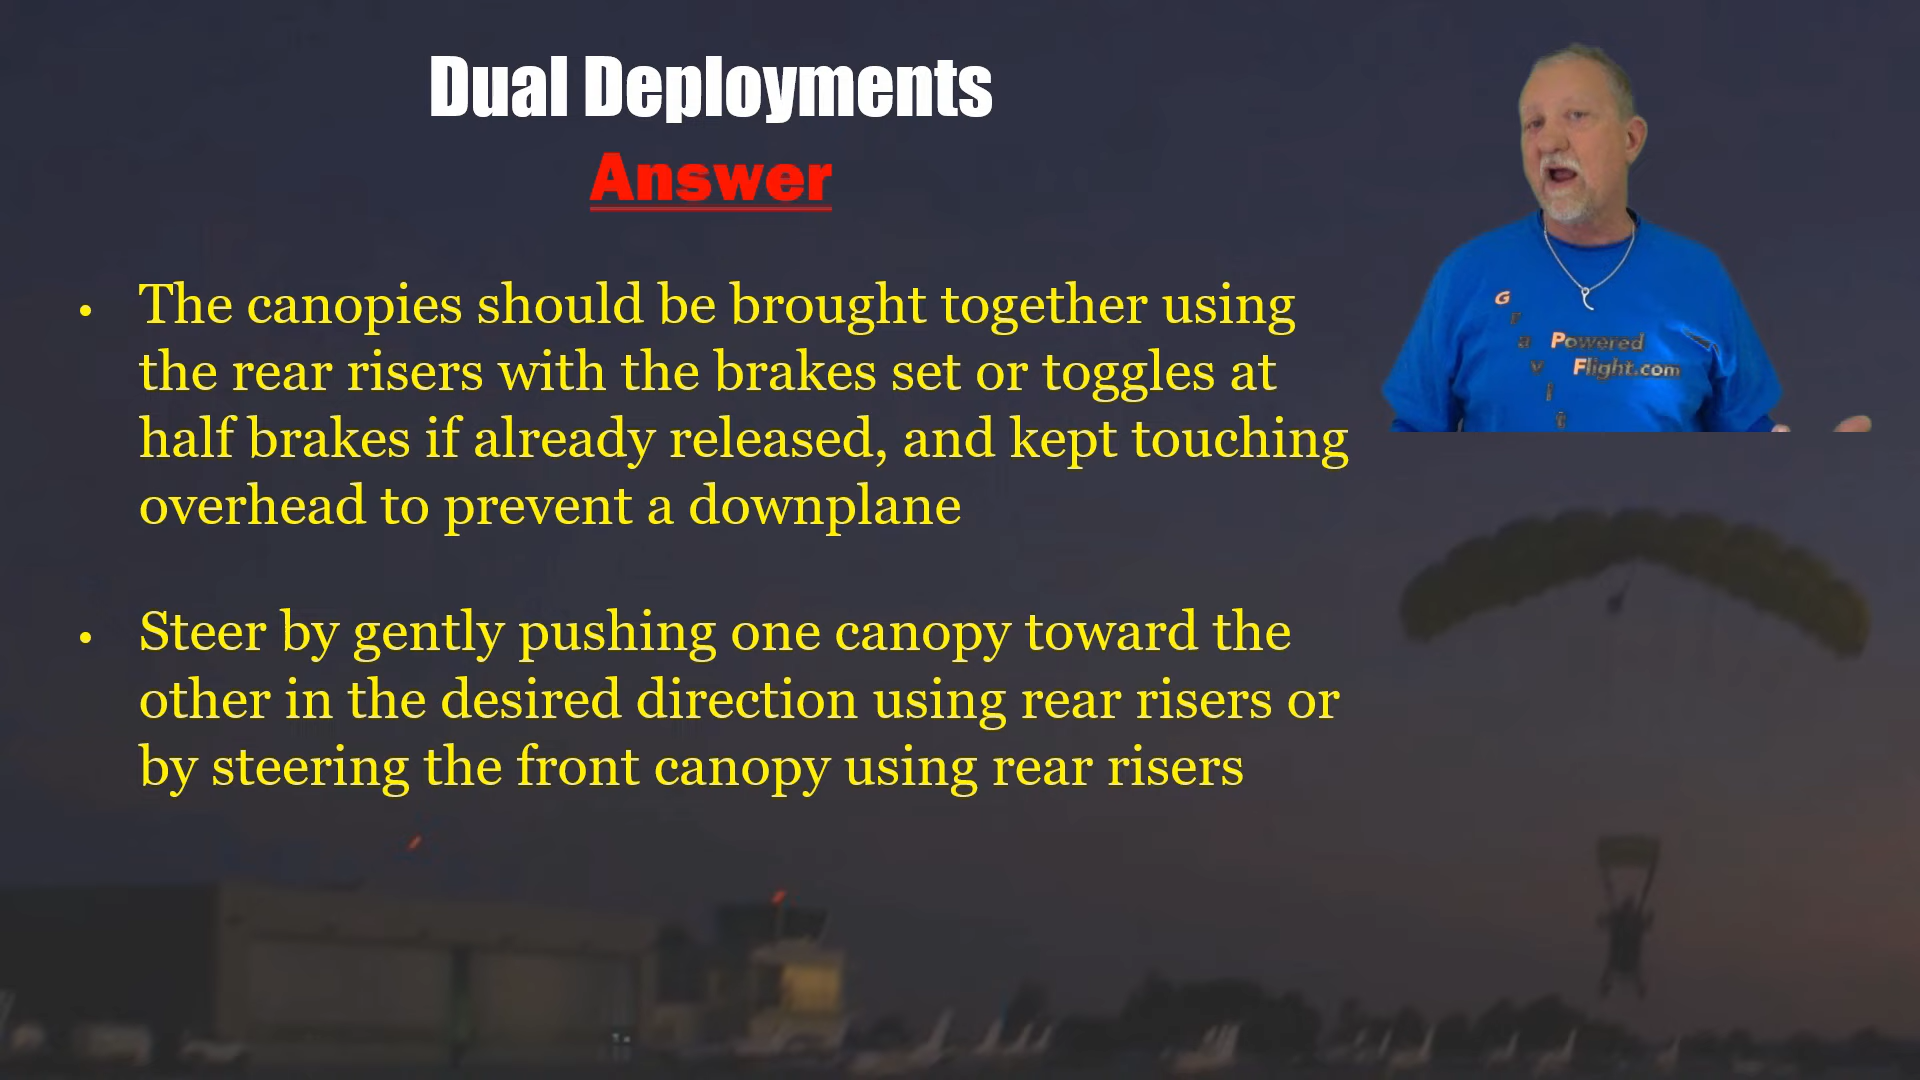 Dual Deployments
Answer
• The canopies should be brought together using
the rear risers with the brakes set or toggles at
half brakes if already released, and kept touching
overhead to prevent a downplane
• Steer by gently pushing one canopy toward the
other in the desired direction using rear risers or
by steering the front canopy using rear risers
Gravit
Powered
Flight.com